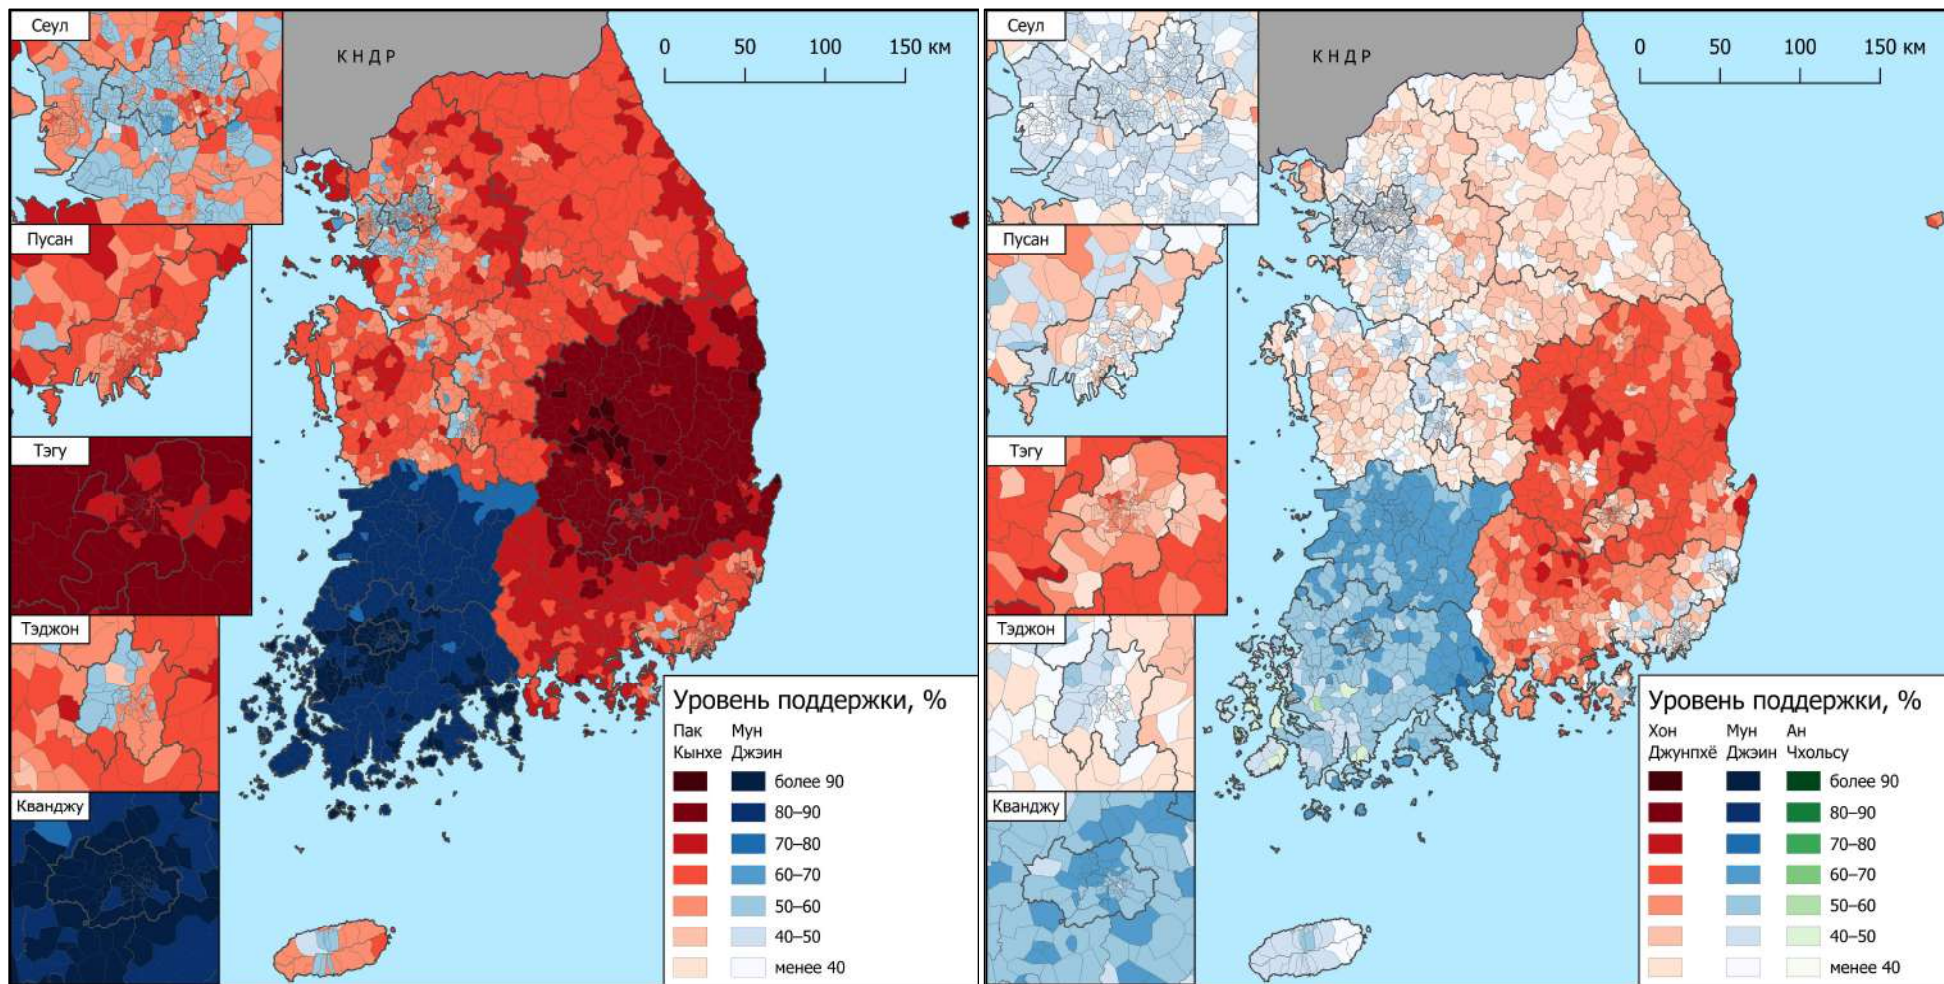 Сеул
КНДР
0 50 100 150 км
Пусан
Тэгу
Тэджон
Кванджу
Уровень поддержки, %
Пак Кынхе
Мун Джэин
более 90
80–90
70–80
60–70
50–60
40–50
менее 40
Сеул
КНДР
0 50 100 150 км
Пусан
Тэгу
Тэджон
Кванджу
Уровень поддержки, %
Хон Джунпхё
Мун Джэин
Ан Чхольсу
более 90
80–90
70–80
60–70
50–60
40–50
менее 40